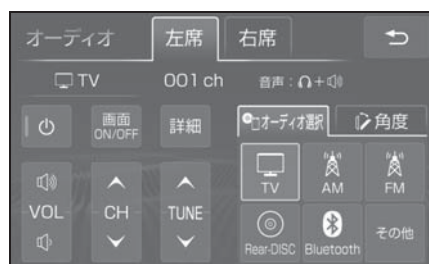 オーディオ 左席 右席
TV 001 ch 音声: +
画面 ON/OFF 詳細 オーディオ選択 角度
TV AM FM
VOL CH TUNE
Rear-DISC Bluetooth その他